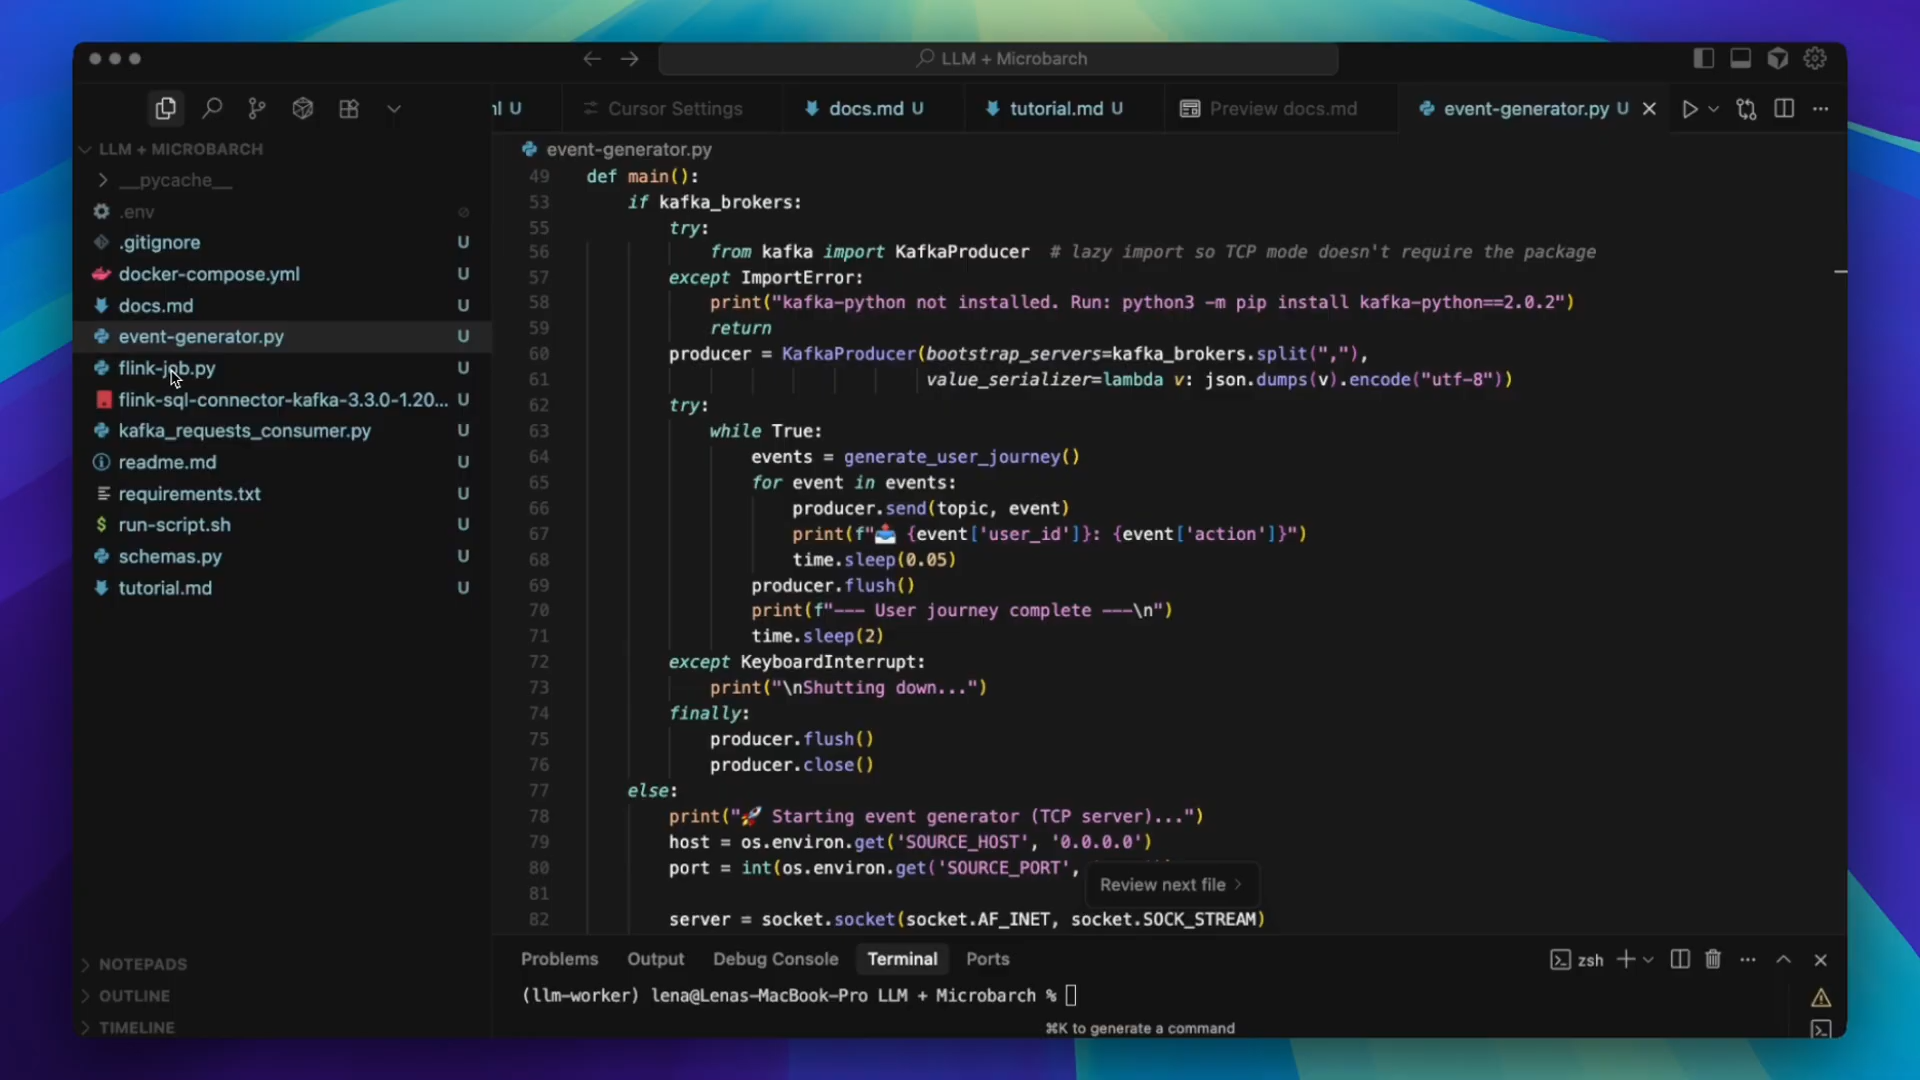 LLM + Microbarch
nl U
Cursor Settings
docs.md U
tutorial.md U
Preview docs.md
event-generator.py U
LLM + MICROBARCH
__pycache__
.env
.gitignore U
docker-compose.yml U
docs.md U
event-generator.py U
flink-job.py U
flink-sql-connector-kafka-3.3.0-1.20... U
kafka_requests_consumer.py U
readme.md U
requirements.txt U
run-script.sh U
schemas.py U
tutorial.md U
NOTEPADS
OUTLINE
TIMELINE
event-generator.py
49 def main():
53 if kafka_brokers:
55 try:
56 from kafka import KafkaProducer # lazy import so TCP mode doesn't require the package
57 except ImportError:
58 print("kafka-python not installed. Run: python3 -m pip install kafka-python==2.0.2")
59 return
60 producer = KafkaProducer(bootstrap_servers=kafka_brokers.split(","),
61 value_serializer=lambda v: json.dumps(v).encode("utf-8"))
62 try:
63 while True:
64 events = generate_user_journey()
65 for event in events:
66 producer.send(topic, event)
67 print(f"📤 {event['user_id']}: {event['action']}")
68 time.sleep(0.05)
69 producer.flush()
70 print(f"--- User journey complete ---\n")
71 time.sleep(2)
72 except KeyboardInterrupt:
73 print("\nShutting down...")
74 finally:
75 producer.flush()
76 producer.close()
77 else:
78 print("🚀 Starting event generator (TCP server)...")
79 host = os.environ.get('SOURCE_HOST', '0.0.0.0')
80 port = int(os.environ.get('SOURCE_PORT',
81
82 server = socket.socket(socket.AF_INET, socket.SOCK_STREAM)
Review next file
Problems
Output
Debug Console
Terminal
Ports
zsh
(llm-worker) lena@Lenas-MacBook-Pro LLM + Microbarch %
⌘K to generate a command